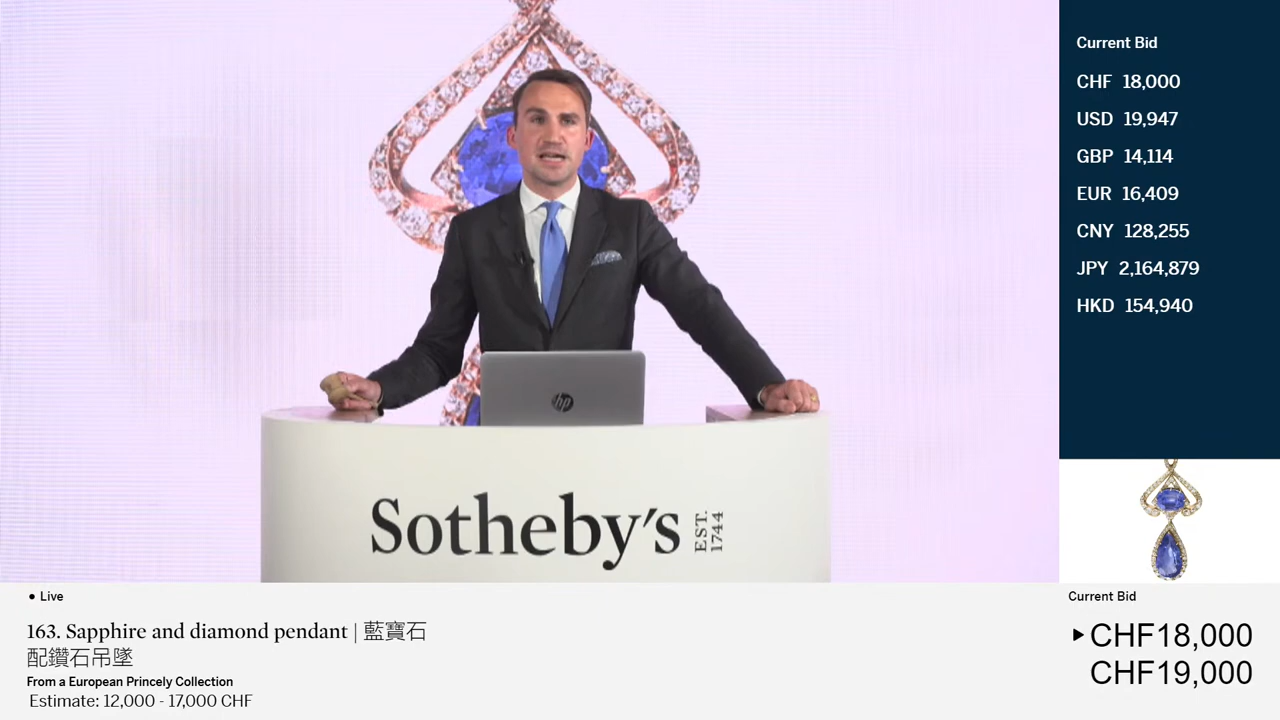 Current Bid
CHF 18,000
USD 19,947
GBP 14,114
EUR 16,409
CNY 128,255
JPY 2,164,879
HKD 154,940
hp
Sotheby's EST. 1744
• Live
163. Sapphire and diamond pendant | 藍寶石
配鑽石吊墜
From a European Princely Collection
Estimate: 12,000 - 17,000 CHF
Current Bid
CHF18,000
CHF19,000